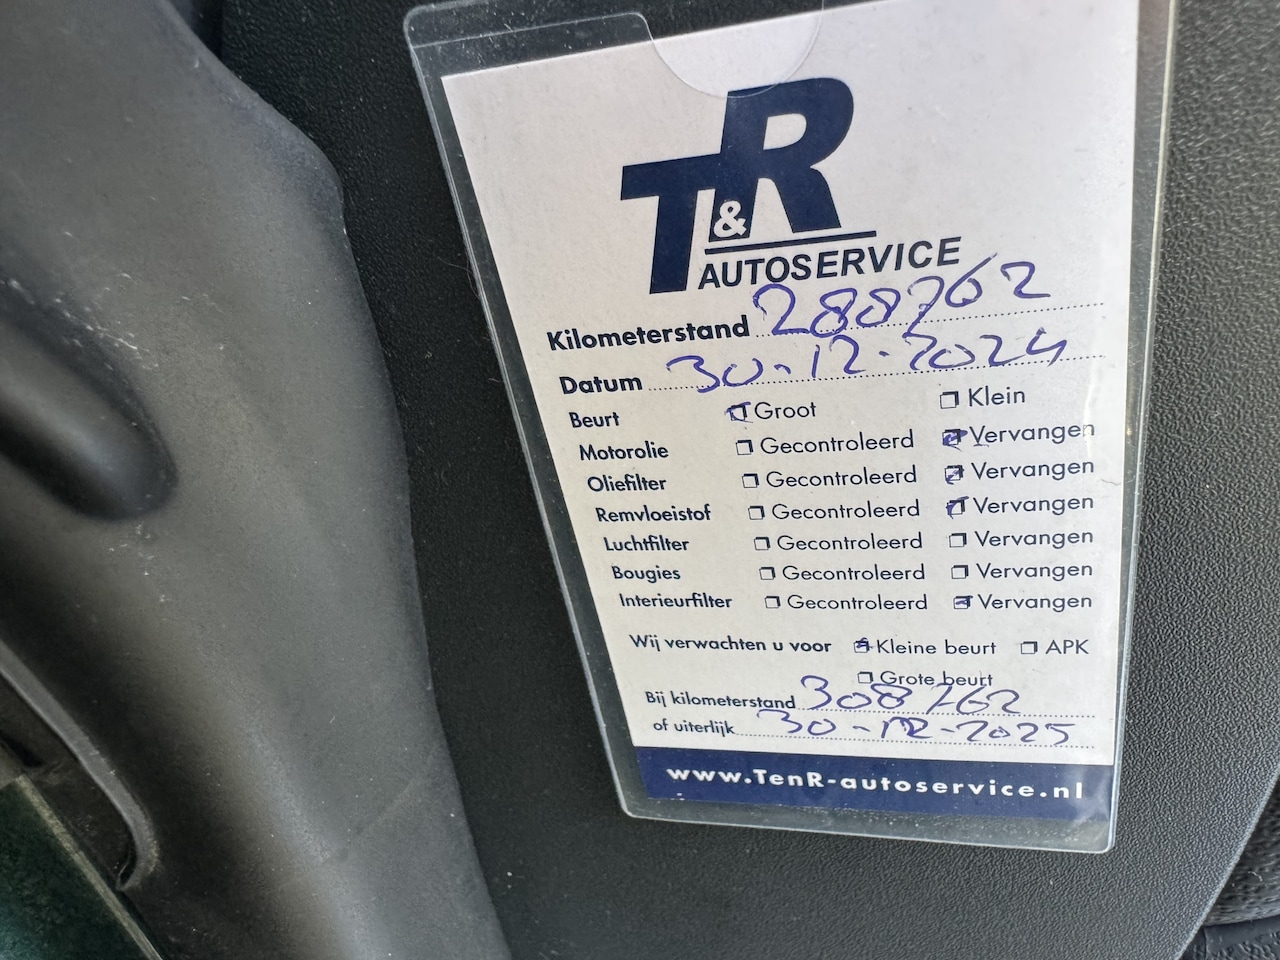 T&R
AUTOSERVICE
Kilometerstand 288762
Datum 30-12-2024
Beurt Groot Klein
Motorolie Gecontroleerd Vervangen
Oliefilter Gecontroleerd Vervangen
Remvloeistof Gecontroleerd Vervangen
Luchtfilter Gecontroleerd Vervangen
Bougies Gecontroleerd Vervangen
Interieurfilter Gecontroleerd Vervangen
Wij verwachten u voor Kleine beurt APK
Grote beurt
Bij kilometerstand 308762
of uiterlijk 30-12-2025
www.TenR-autoservice.nl